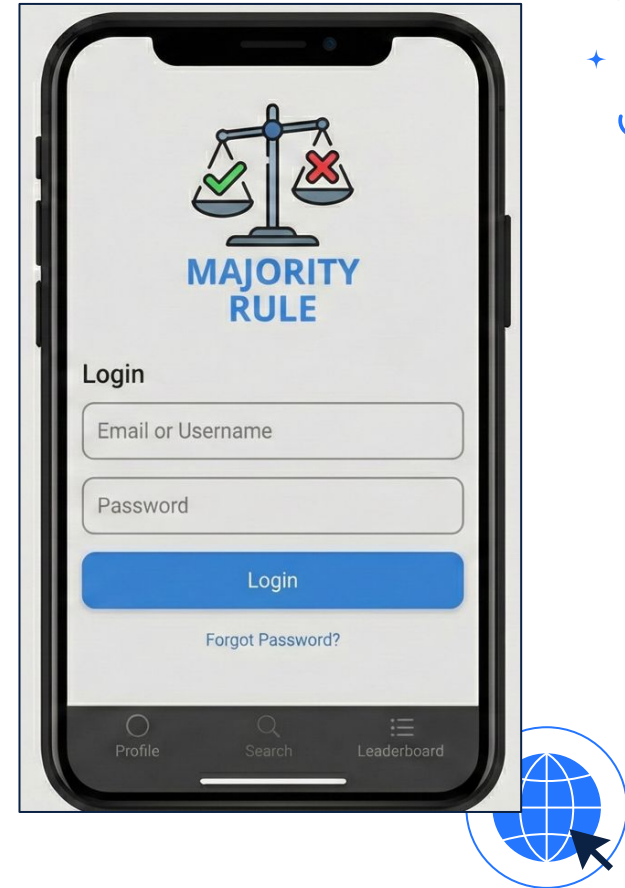 MAJORITY
RULE
Login
Email or Username
Password
Login
Forgot Password?
Profile Search Leaderboard